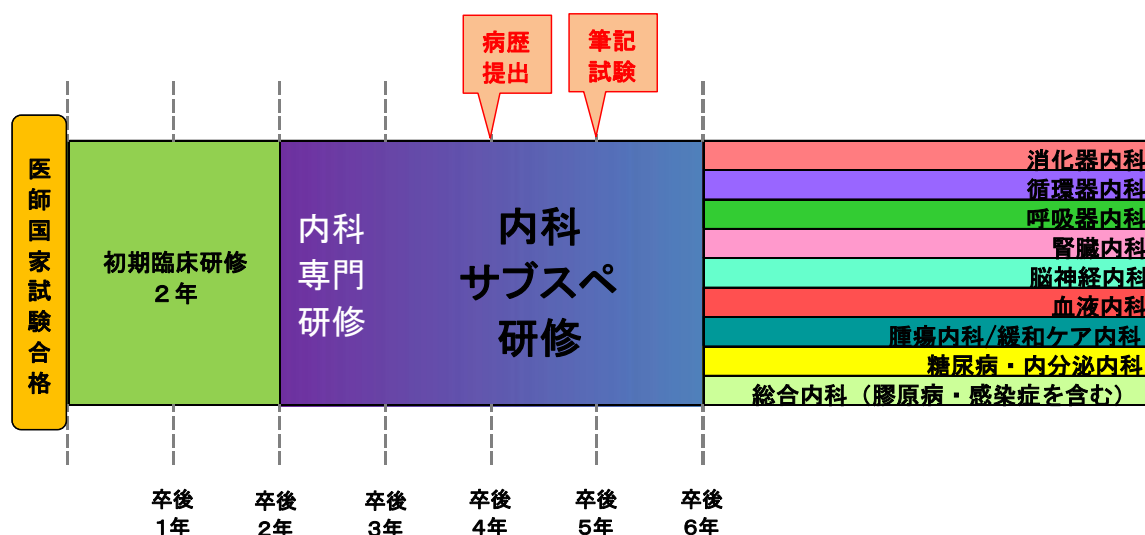 病歴
提出
筆記
試験
医師国家試験合格
初期臨床研修
２年
内科
専門
研修
内科
サブスペ
研修
消化器内科
循環器内科
呼吸器内科
腎臓内科
脳神経内科
血液内科
腫瘍内科/緩和ケア内科
糖尿病・内分泌内科
総合内科（膠原病・感染症を含む）
卒後
1年
卒後
2年
卒後
3年
卒後
4年
卒後
5年
卒後
6年